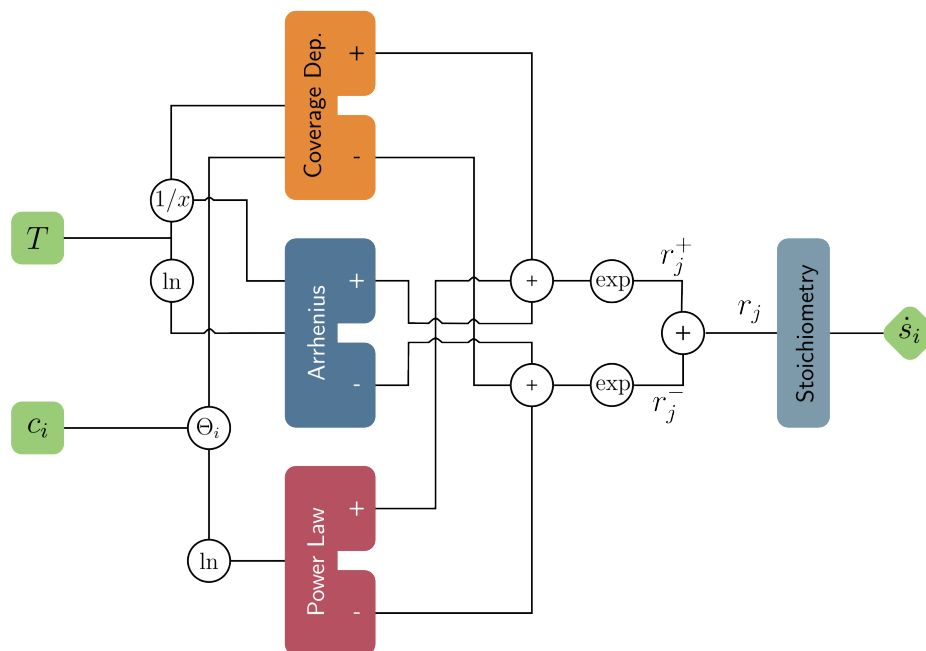 Coverage Dep.
+
-
1/x
T
ln
Arrhenius
+
-
+
exp
r_j^+
+
r_j
Stoichiometry
ṡ_i
+
exp
r_j^-
c_i
Θ_i
ln
Power Law
+
-